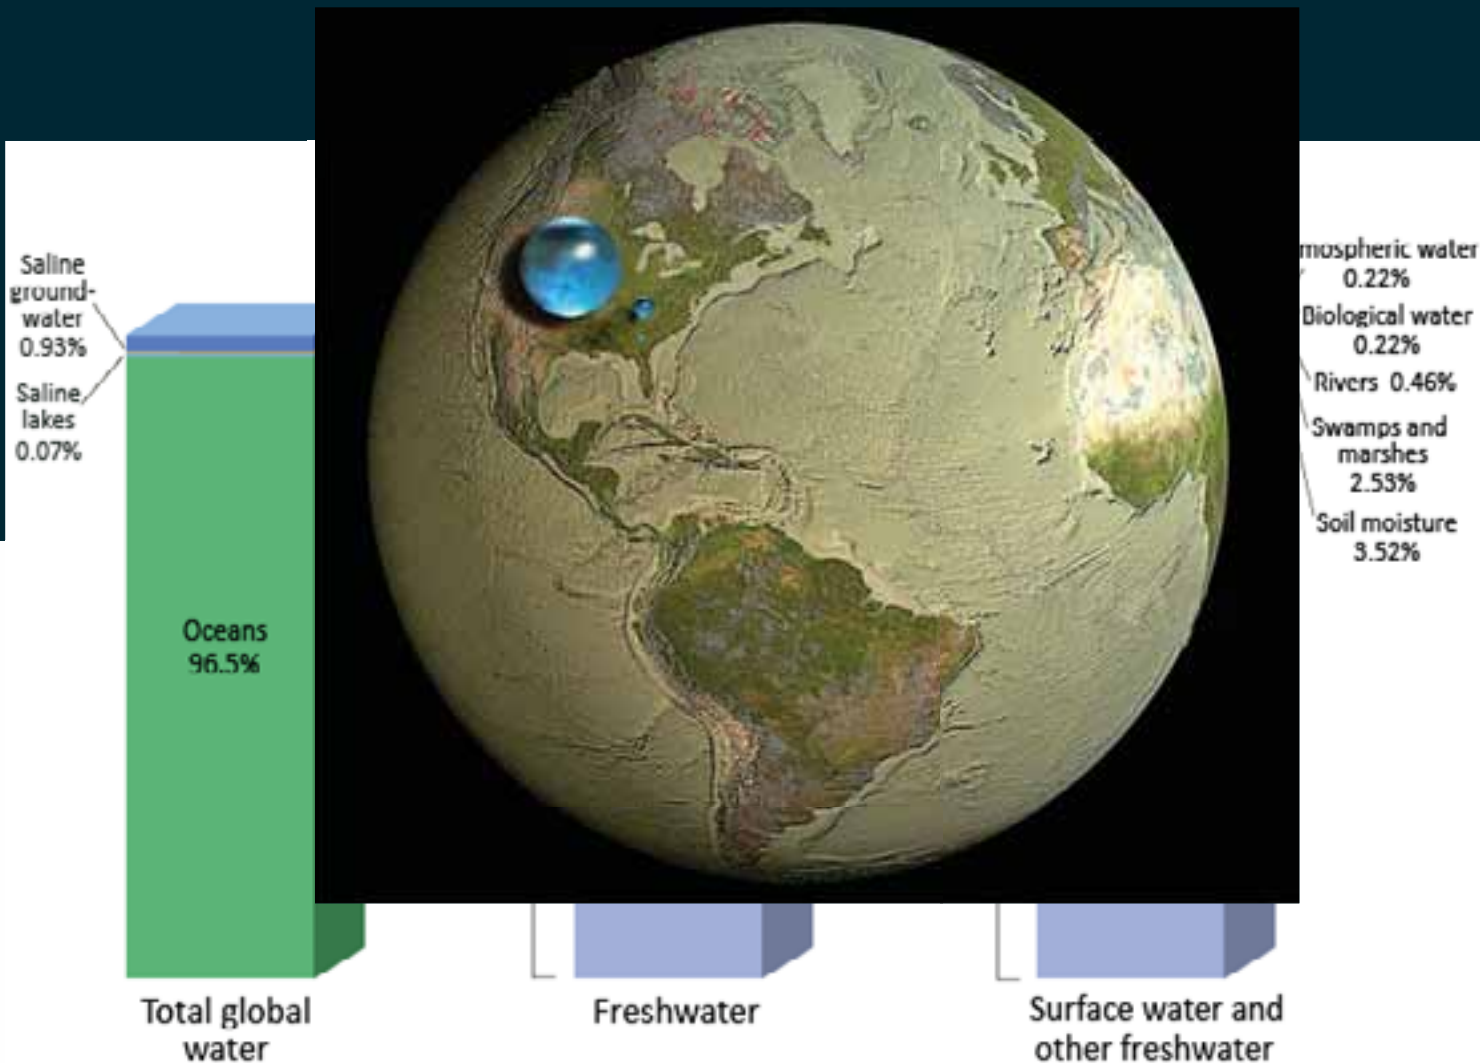 Saline
ground-
water
0.93%
Saline
lakes
0.07%
Oceans
96.5%
mospheric water
0.22%
Biological water
0.22%
Rivers 0.46%
Swamps and
marshes
2.53%
Soil moisture
3.52%
Total global
water
Freshwater
Surface water and
other freshwater